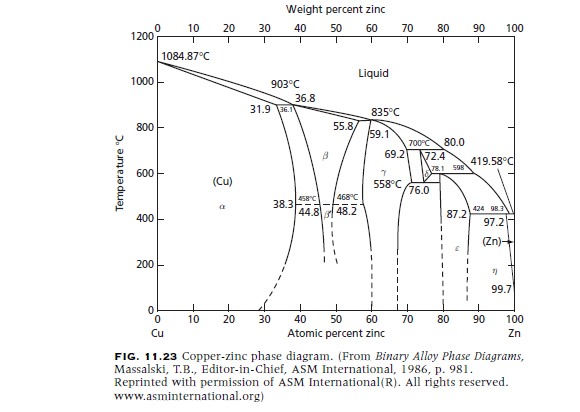 Weight percent zinc
0 10 20 30 40 50 60 70 80 90 100
1200
1084.87°C
Liquid
1000
903°C
36.8
31.9
36.1
835°C
55.8
59.1
800
700°C
80.0
69.2
72.4
419.58°C
β
γ
δ
78.1
598
600
558°C
76.0
(Cu)
α
38.3
458°C
468°C
44.8
β'
48.2
400
87.2
424
98.3
97.2
ε
(Zn)
200
η
99.7
0
Temperature °C
0 10 20 30 40 50 60 70 80 90 100
Cu
Atomic percent zinc
Zn
FIG. 11.23 Copper-zinc phase diagram. (From Binary Alloy Phase Diagrams,
Massalski, T.B., Editor-in-Chief, ASM International, 1986, p. 981.
Reprinted with permission of ASM International(R). All rights reserved.
www.asminternational.org)